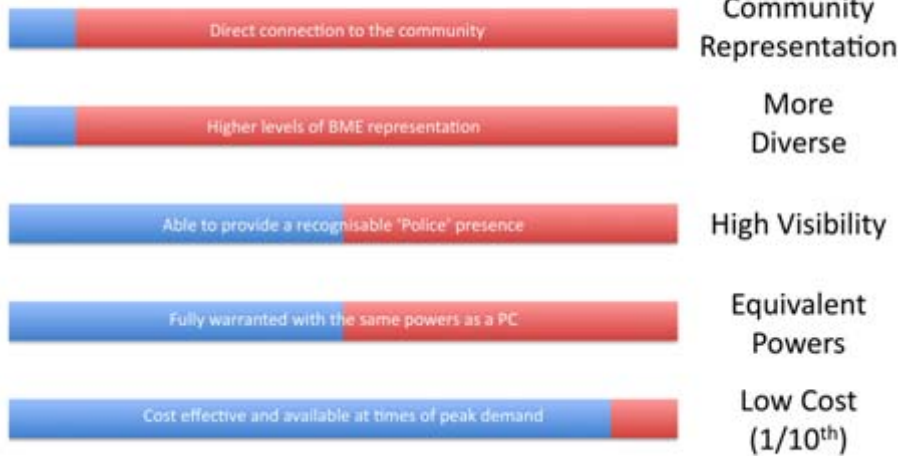 Community
Representation
Direct connection to the community
More
Diverse
Higher levels of BME representation
High Visibility
Able to provide a recognisable 'Police' presence
Equivalent
Powers
Fully warranted with the same powers as a PC
Low Cost
(1/10th)
Cost effective and available at times of peak demand